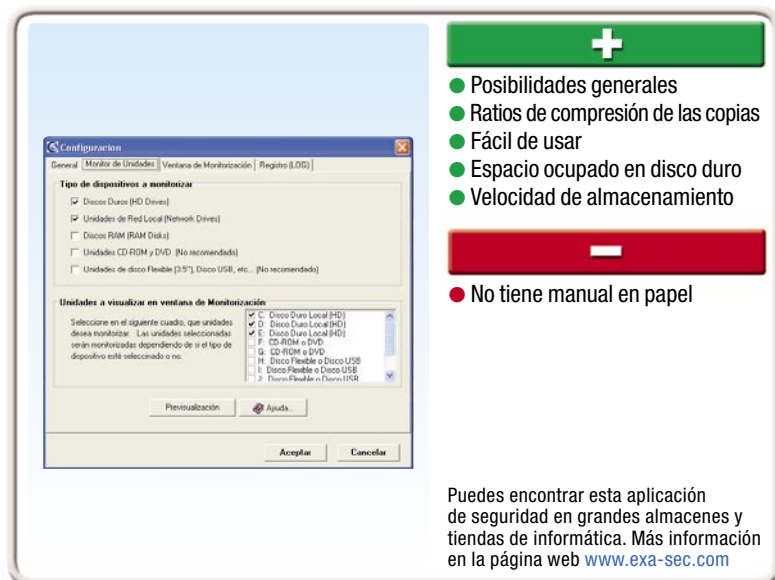 Configuracion
General Monitor de Unidades Ventana de Monitorización Registro (LOG)
Tipo de dispositivos a monitorizar
Discos Duros (HD Drives)
Unidades de Red Local (Network Drives)
Discos RAM (RAM Disks)
Unidades CD-ROM y DVD (No recomendado)
Unidades de disco Flexible (3.5"), Disco USB, etc... (No recomendado)
Unidades a visualizar en ventana de Monitorización
Seleccione en el siguiente cuadro, que unidades
desea monitorizar. Las unidades seleccionadas
serán monitorizadas dependiendo de si el tipo de
dispositivo esté seleccinado o no.
C: Disco Duro Local (HD)
D: Disco Duro Local (HD)
E: Disco Duro Local (HD)
F: CD-ROM o DVD
G: CD-ROM o DVD
H: Disco Flexible o Disco USB
I: Disco Flexible o Disco USB
J: Disco Flexible o Disco USB
Previsualización Ayuda...
Aceptar Cancelar
+
Posibilidades generales
Ratios de compresión de las copias
Fácil de usar
Espacio ocupado en disco duro
Velocidad de almacenamiento
-
No tiene manual en papel
Puedes encontrar esta aplicación
de seguridad en grandes almacenes y
tiendas de informática. Más información
en la página web www.exa-sec.com